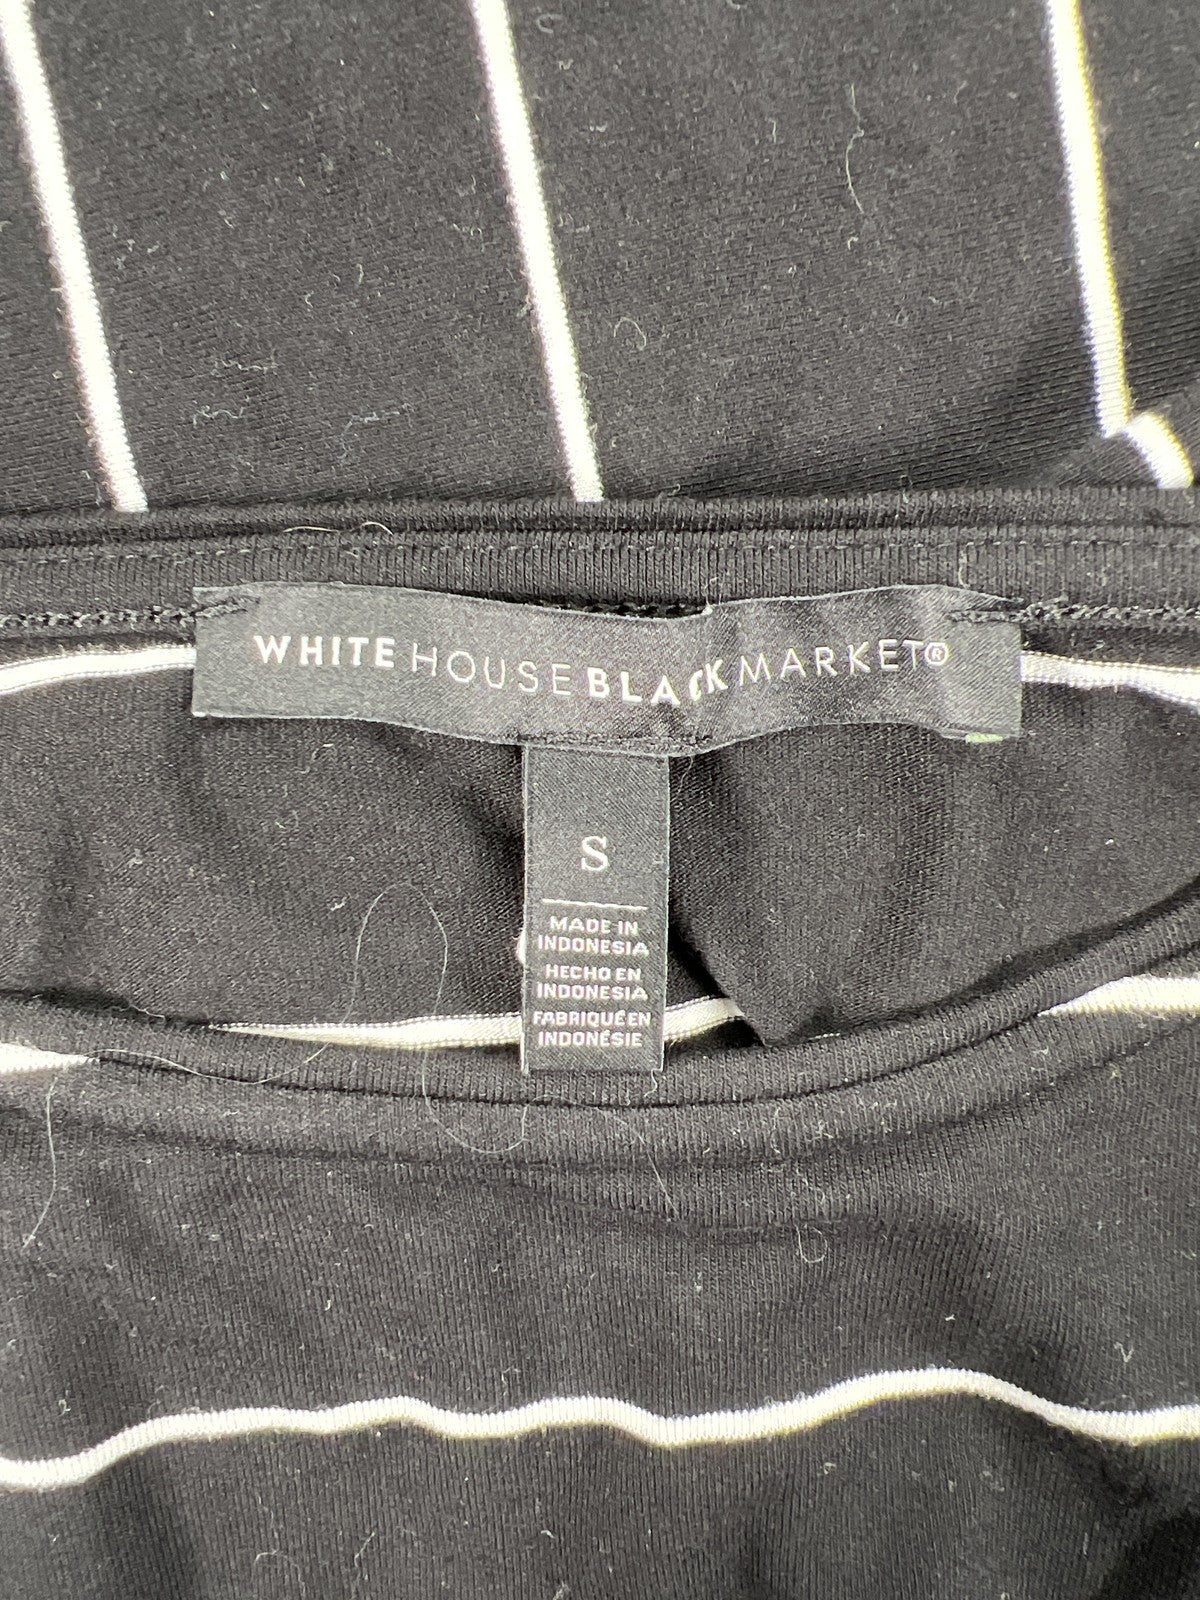 WHITE HOUSE BLACK MARKET®
S
MADE IN
INDONESIA
HECHO EN
INDONESIA
FABRIQUÉ EN
INDONÉSIE